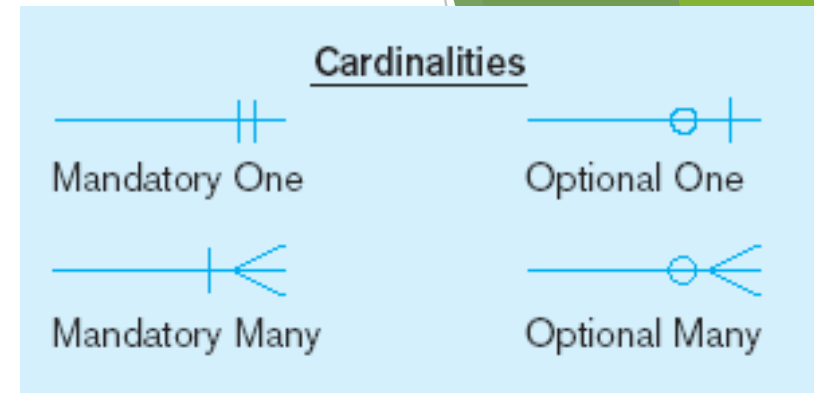 Cardinalities
Mandatory One
Optional One
Mandatory Many
Optional Many